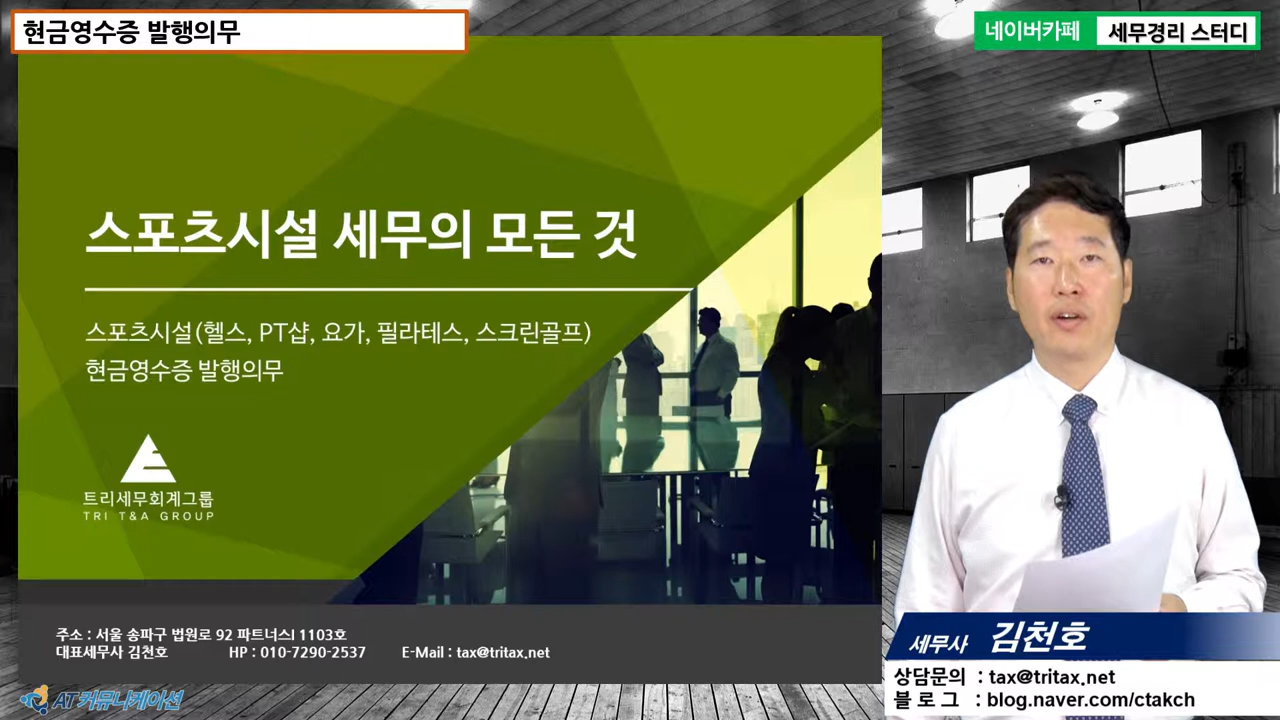 현금영수증 발행의무
네이버카페 세무경리 스터디
스포츠시설 세무의 모든 것
스포츠시설(헬스, PT샵, 요가, 필라테스, 스크린골프)
현금영수증 발행의무
트리세무회계그룹
TRI T&A GROUP
주소 : 서울 송파구 법원로 92 파트너스I 1103호
대표세무사 김천호 HP : 010-7290-2537 E-Mail : tax@tritax.net
AT커뮤니케이션
세무사 김천호
상담문의 : tax@tritax.net
블로그 : blog.naver.com/ctakch